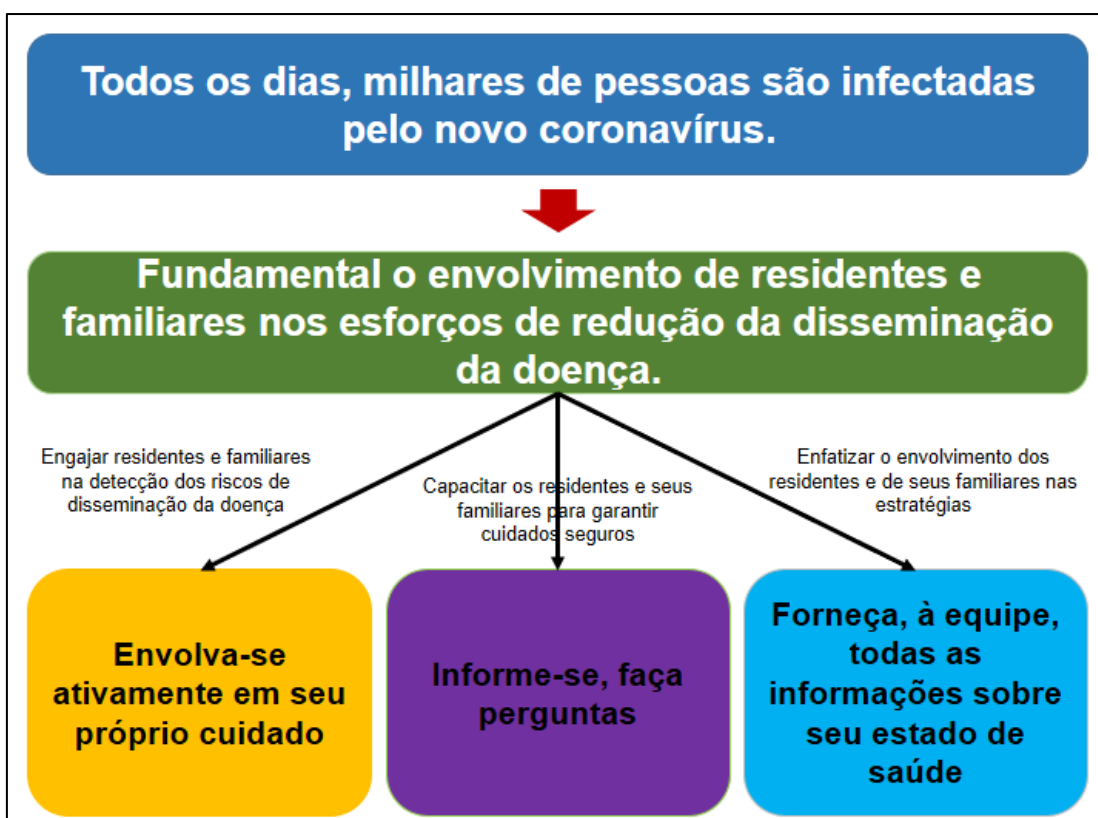 Todos os dias, milhares de pessoas são infectadas
pelo novo coronavírus.
Fundamental o envolvimento de residentes e
familiares nos esforços de redução da disseminação
da doença.
Engajar residentes e familiares
na detecção dos riscos de
disseminação da doença
Capacitar os residentes e seus
familiares para garantir
cuidados seguros
Enfatizar o envolvimento dos
residentes e de seus familiares nas
estratégias
Envolva-se
ativamente em seu
próprio cuidado
Informe-se, faça
perguntas
Forneça, à equipe,
todas as
informações sobre
seu estado de
saúde